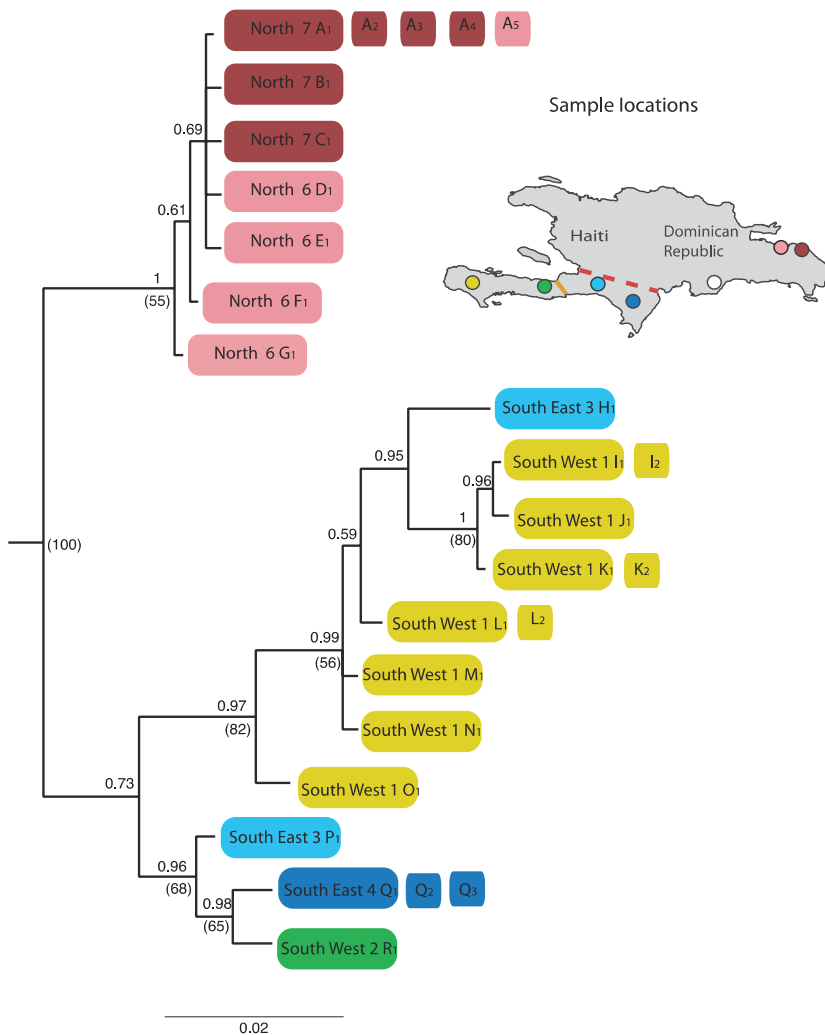 North 7 A1 A2 A3 A4 A5
North 7 B1
Sample locations
0.69
North 7 C1
North 6 D1
0.61
Haiti
Dominican
Republic
North 6 E1
1
(55)
North 6 F1
North 6 G1
South East 3 H1
0.95
South West 1 I1 I2
0.96
South West 1 J1
1
(80)
0.59
South West 1 K1 K2
(100)
South West 1 L1 L2
0.99
(56)
South West 1 M1
0.97
(82)
South West 1 N1
0.73
South West 1 O1
South East 3 P1
0.96
(68)
South East 4 Q1 Q2 Q3
0.98
(65)
South West 2 R1
0.02